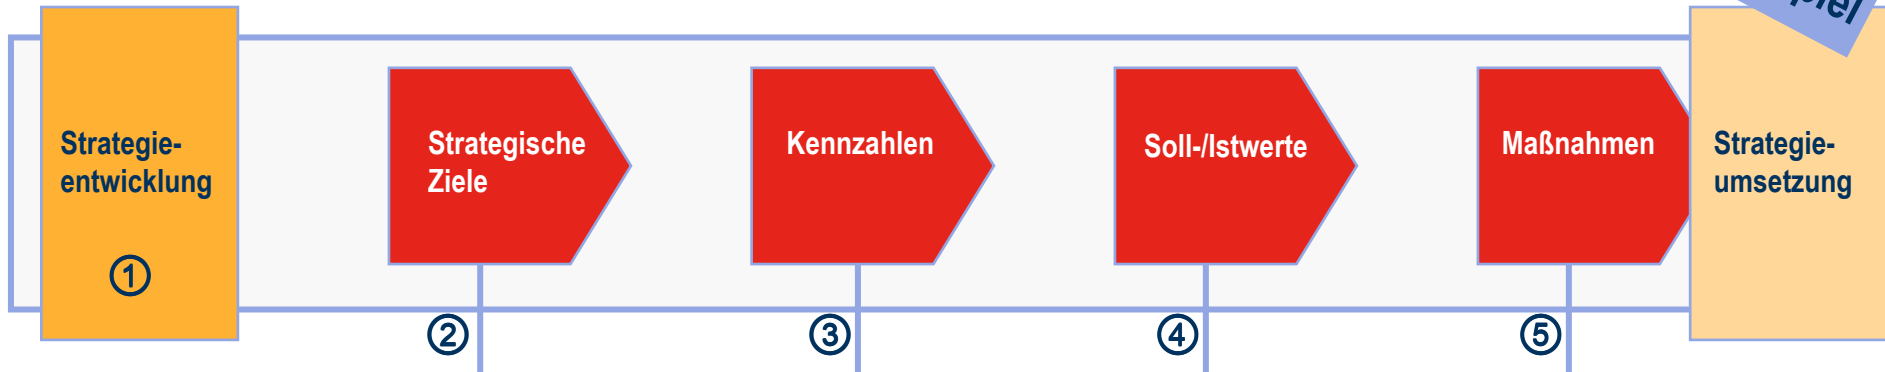 Strategie-
entwicklung
①
Strategische
Ziele
②
Kennzahlen
③
Soll-/Istwerte
④
Maßnahmen
⑤
Strategie-
umsetzung